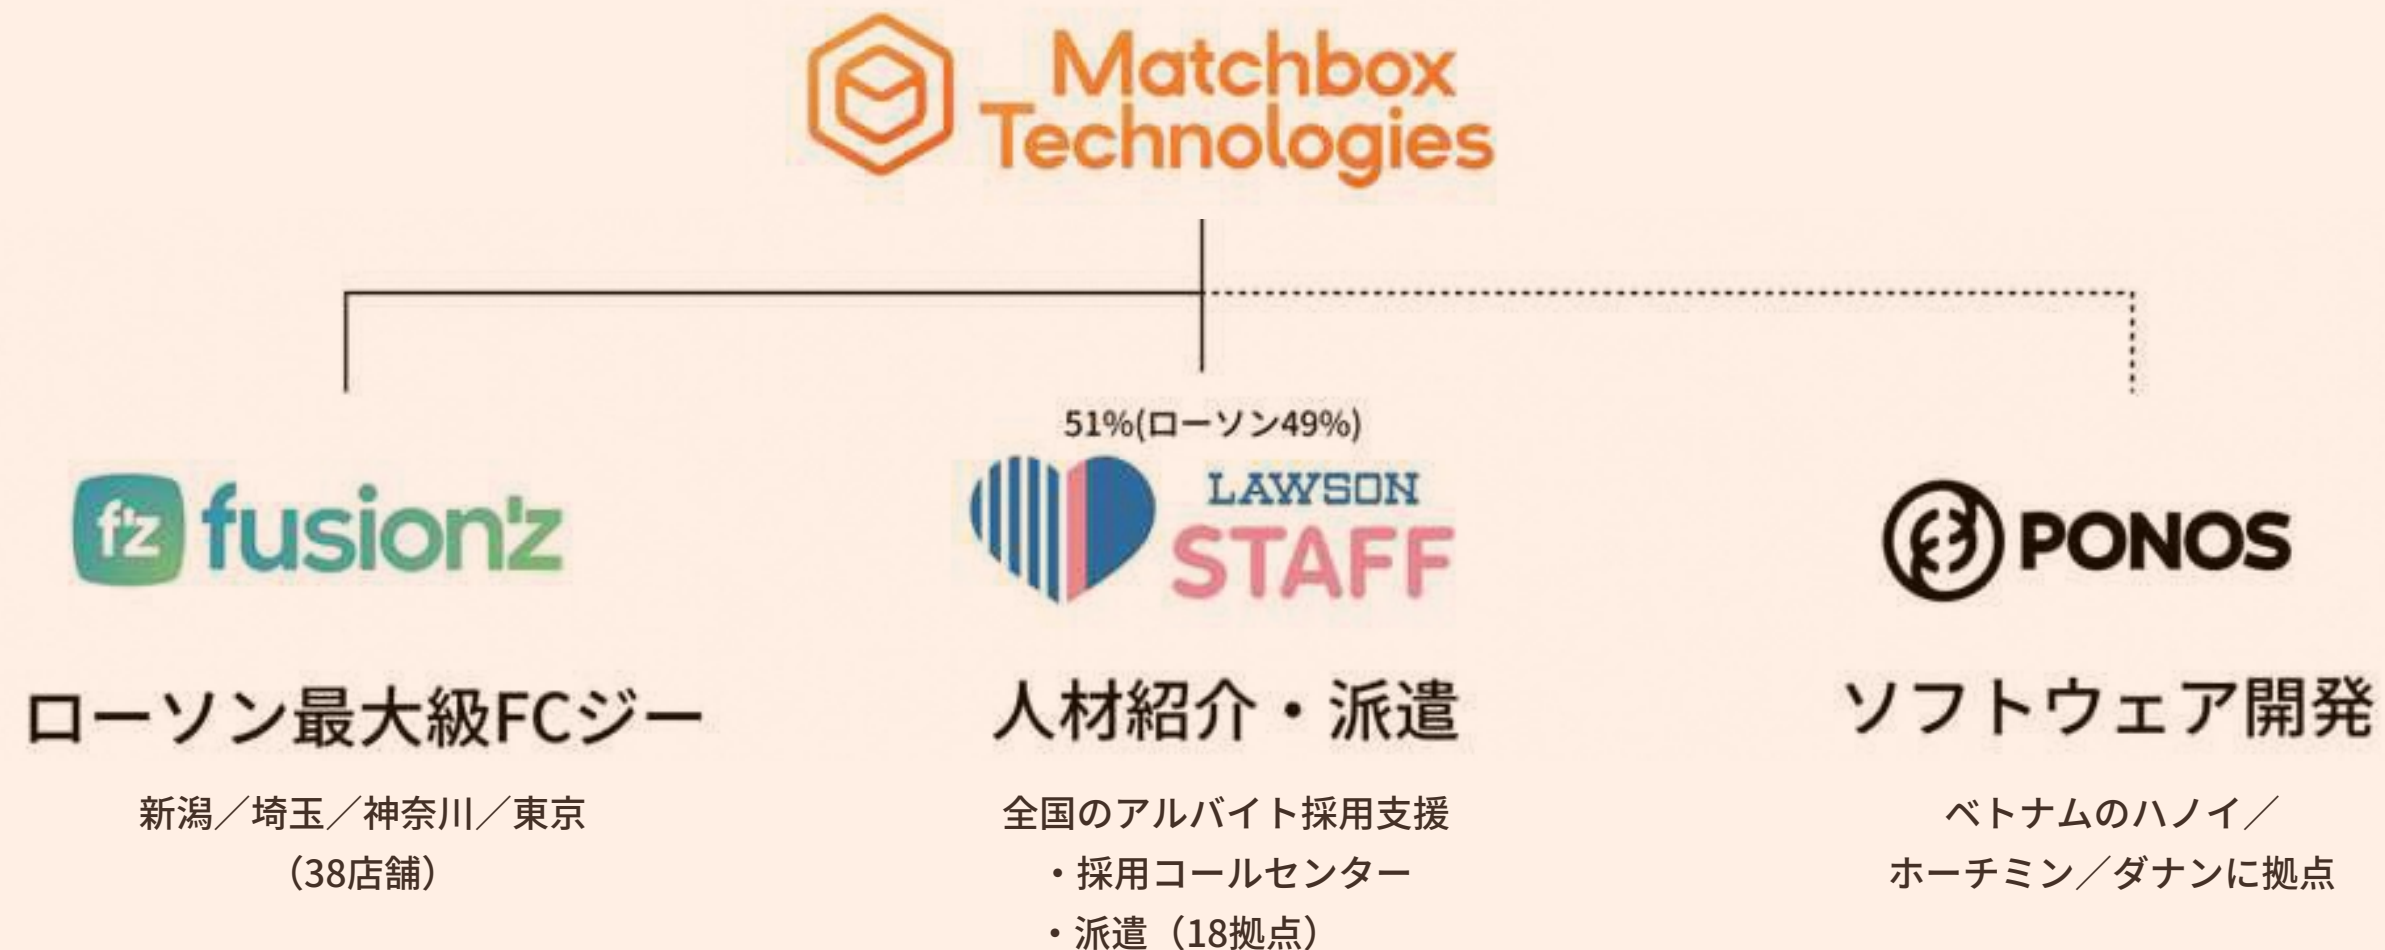 Matchbox
Technologies
51%(ローソン49%)
f'z fusion'z
LAWSON
STAFF
PONOS
ローソン最大級FCジー
人材紹介・派遣
ソフトウェア開発
新潟／埼玉／神奈川／東京
（38店舗）
全国のアルバイト採用支援
・採用コールセンター
・派遣（18拠点）
ベトナムのハノイ／
ホーチミン／ダナンに拠点